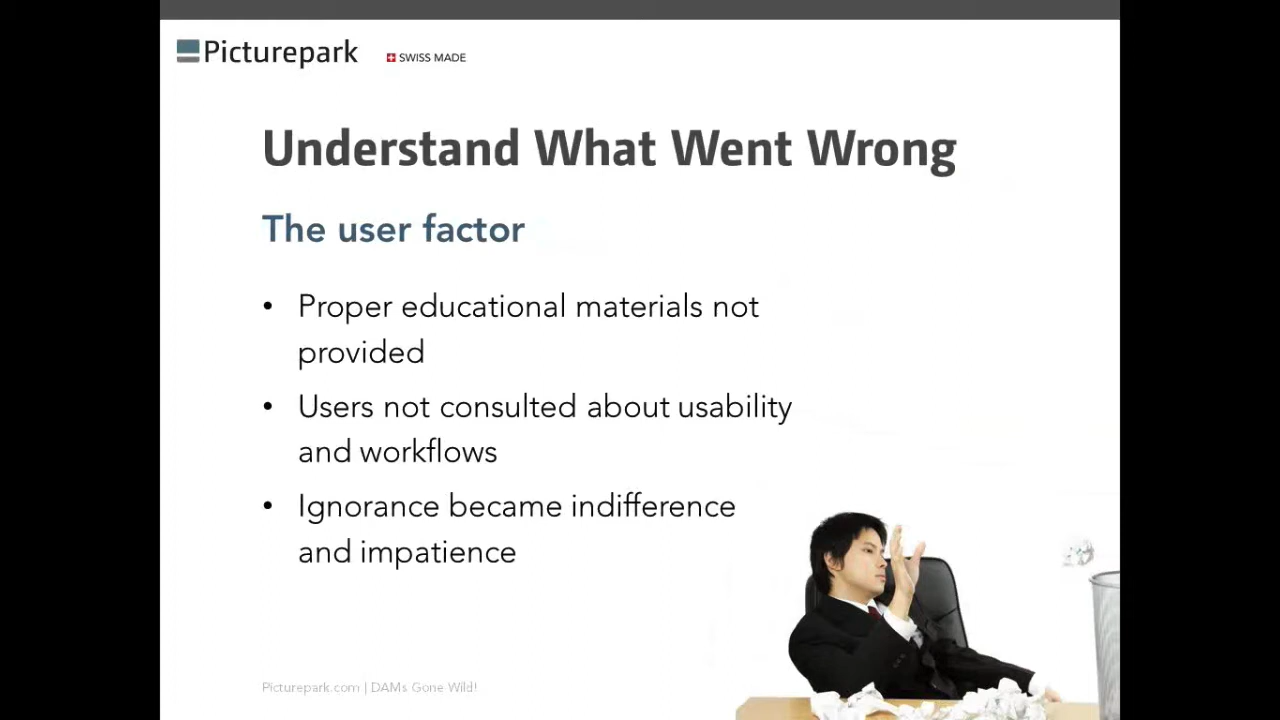 Picturepark SWISS MADE
Understand What Went Wrong
The user factor
• Proper educational materials not
provided
• Users not consulted about usability
and workflows
• Ignorance became indifference
and impatience
Picturepark.com | DAMs Gone Wild!